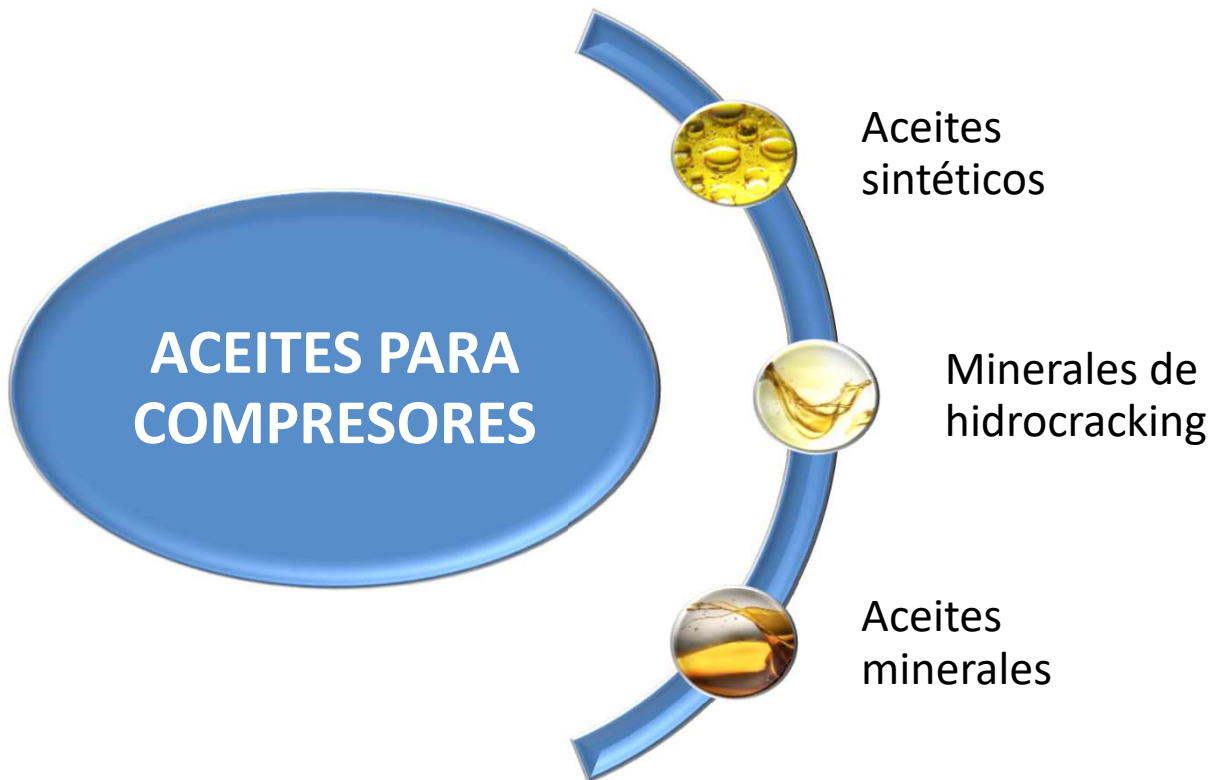 ACEITES PARA
COMPRESORES
Aceites
sintéticos
Minerales de
hidrocracking
Aceites
minerales